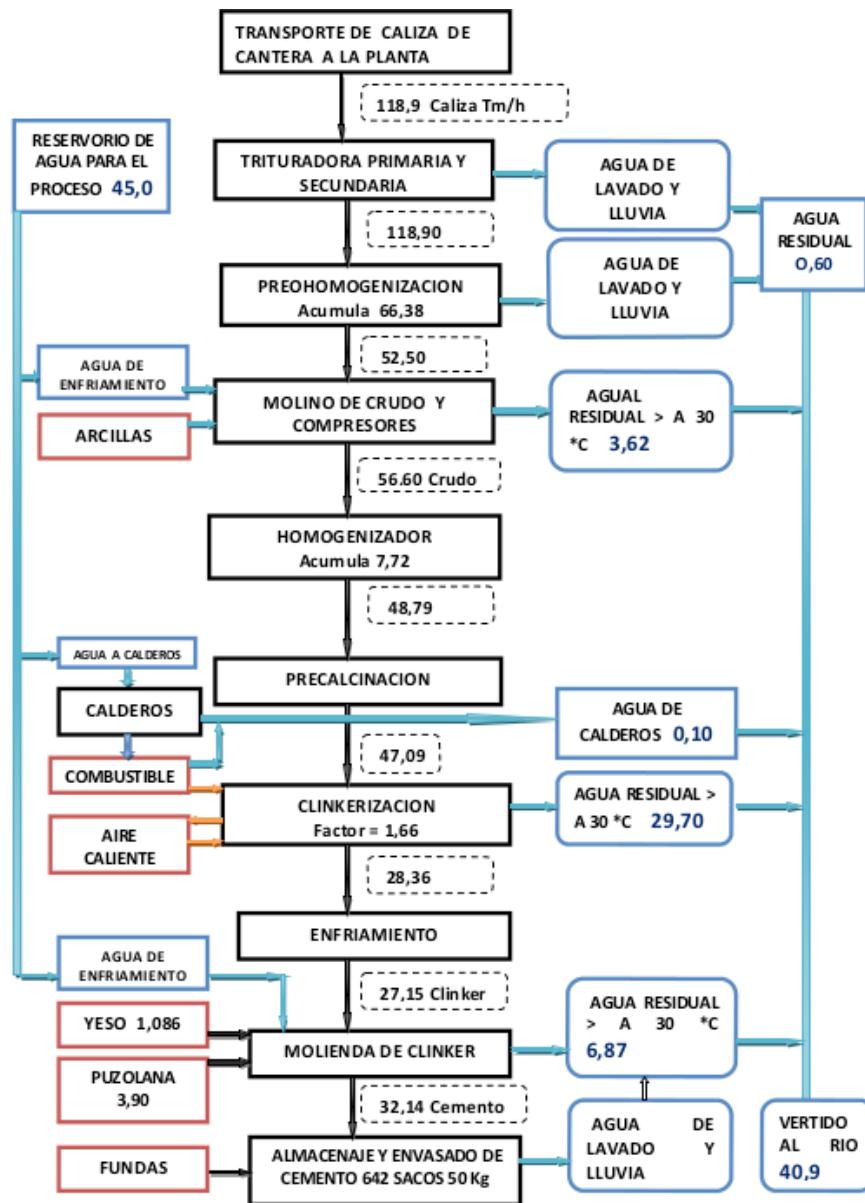 TRANSPORTE DE CALIZA DE
CANTERA A LA PLANTA
118,9 Caliza Tm/h
RESERVORIO DE
AGUA PARA EL
PROCESO 45,0
TRITURADORA PRIMARIA Y
SECUNDARIA
AGUA DE
LAVADO Y
LLUVIA
AGUA
RESIDUAL
O,60
118,90
PREOHOMOGENIZACION
Acumula 66,38
AGUA DE
LAVADO Y
LLUVIA
52,50
AGUA DE
ENFRIAMIENTO
ARCILLAS
MOLINO DE CRUDO Y
COMPRESORES
AGUAL
RESIDUAL > A 30
*C 3,62
56.60 Crudo
HOMOGENIZADOR
Acumula 7,72
48,79
AGUA A CALDEROS
CALDEROS
COMBUSTIBLE
PRECALCINACION
AGUA DE
CALDEROS 0,10
47,09
AIRE
CALIENTE
CLINKERIZACION
Factor = 1,66
AGUA RESIDUAL >
A 30 *C 29,70
28,36
ENFRIAMIENTO
AGUA DE
ENFRIAMIENTO
27,15 Clinker
YESO 1,086
PUZOLANA
3,90
MOLIENDA DE CLINKER
AGUA RESIDUAL
> A 30 *C
6,87
32,14 Cemento
FUNDAS
ALMACENAJE Y ENVASADO DE
CEMENTO 642 SACOS 50 Kg
AGUA DE
LAVADO Y
LLUVIA
VERTIDO
AL RIO
40,9